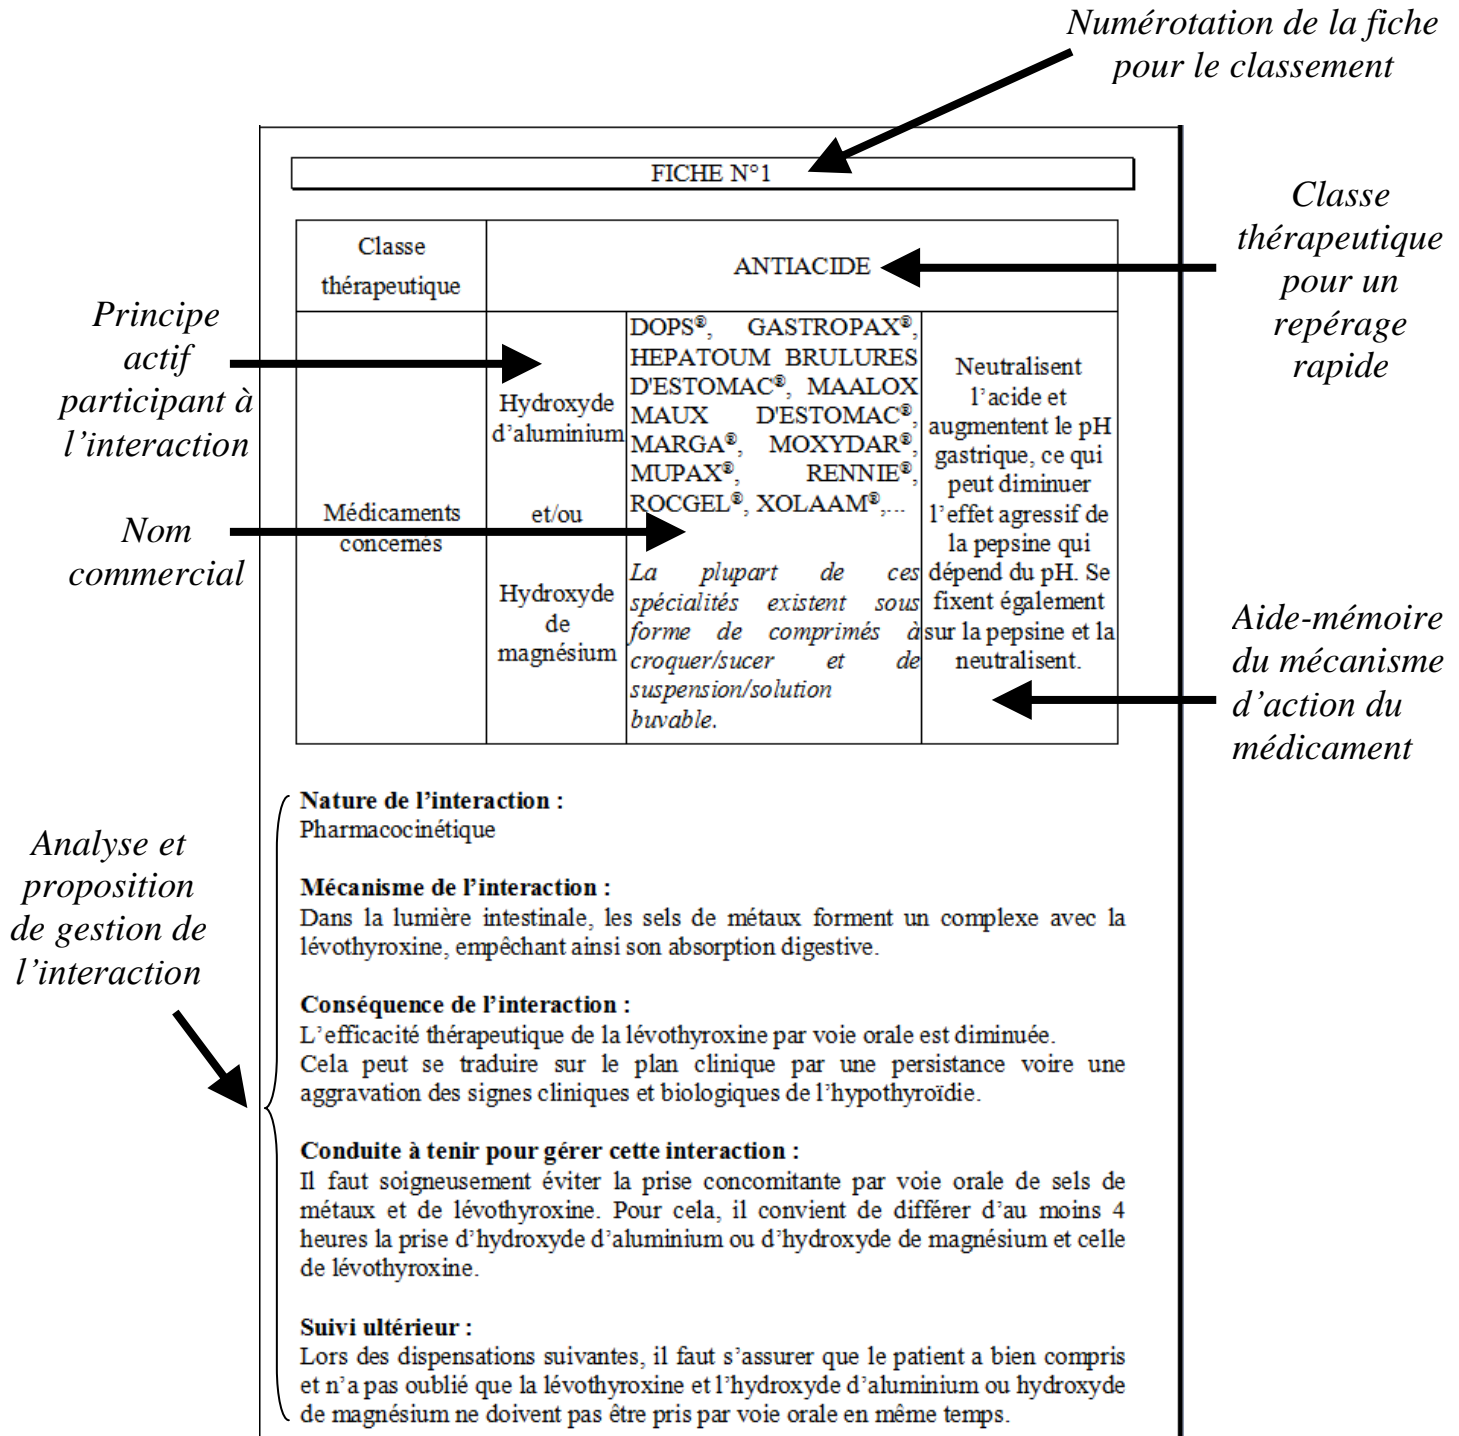 Numérotation de la fiche
pour le classement
FICHE N°1
Classe
thérapeutique
pour un
repérage
rapide
Classe
thérapeutique
ANTIACIDE
Principe
actif
participant à
l’interaction
Nom
commercial
Médicaments
concernés
Hydroxyde
d’aluminium
et/ou
Hydroxyde
de
magnésium
DOPS®, GASTROPAX®,
HEPATOUM BRULURES
D'ESTOMAC®, MAALOX
MAUX D'ESTOMAC®,
MARGA®, MOXYDAR®,
MUPAX®, RENNIE®,
ROCGEL®, XOLAAM®,...
La plupart de ces
spécialités existent sous
forme de comprimés à
croquer/sucer et de
suspension/solution
buvable.
Neutralisent
l’acide et
augmentent le pH
gastrique, ce qui
peut diminuer
l’effet agressif de
la pepsine qui
dépend du pH. Se
fixent également
sur la pepsine et la
neutralisent.
Aide-mémoire
du mécanisme
d’action du
médicament
Analyse et
proposition
de gestion de
l’interaction
Nature de l’interaction :
Pharmacocinétique
Mécanisme de l’interaction :
Dans la lumière intestinale, les sels de métaux forment un complexe avec la
lévothyroxine, empêchant ainsi son absorption digestive.
Conséquence de l’interaction :
L’efficacité thérapeutique de la lévothyroxine par voie orale est diminuée.
Cela peut se traduire sur le plan clinique par une persistance voire une
aggravation des signes cliniques et biologiques de l’hypothyroïdie.
Conduite à tenir pour gérer cette interaction :
Il faut soigneusement éviter la prise concomitante par voie orale de sels de
métaux et de lévothyroxine. Pour cela, il convient de différer d’au moins 4
heures la prise d’hydroxyde d’aluminium ou d’hydroxyde de magnésium et celle
de lévothyroxine.
Suivi ultérieur :
Lors des dispensations suivantes, il faut s’assurer que le patient a bien compris
et n’a pas oublié que la lévothyroxine et l’hydroxyde d’aluminium ou hydroxyde
de magnésium ne doivent pas être pris par voie orale en même temps.